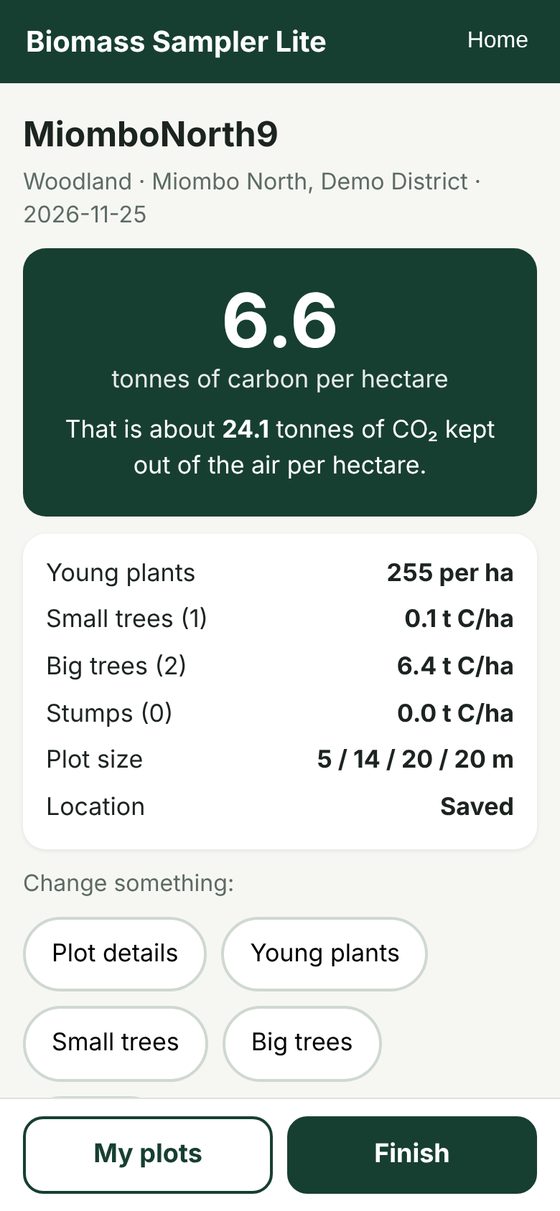 Biomass Sampler Lite Home
MiomboNorth9
Woodland · Miombo North, Demo District ·
2026-11-25
6.6
tonnes of carbon per hectare
That is about 24.1 tonnes of CO₂ kept
out of the air per hectare.
Young plants 255 per ha
Small trees (1) 0.1 t C/ha
Big trees (2) 6.4 t C/ha
Stumps (0) 0.0 t C/ha
Plot size 5 / 14 / 20 / 20 m
Location Saved
Change something:
Plot details Young plants
Small trees Big trees
My plots Finish